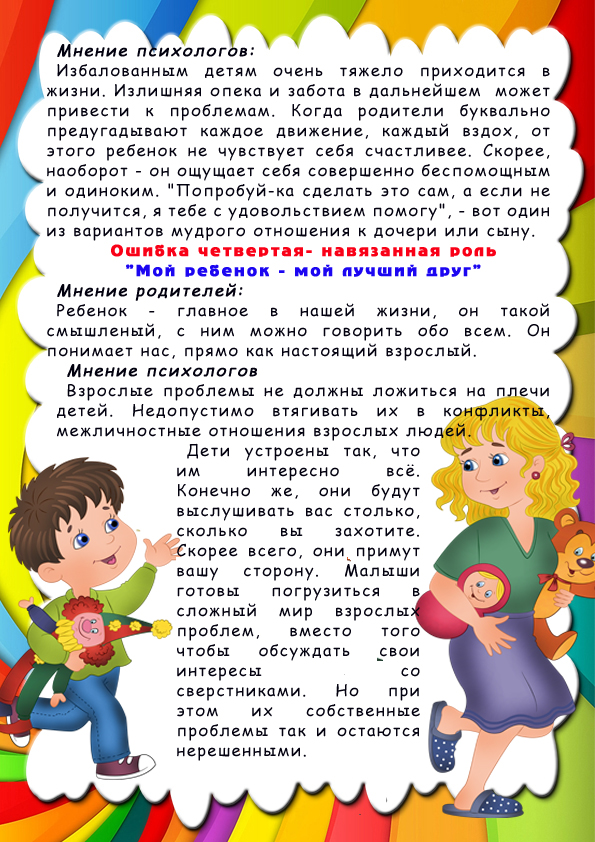 Мнение психологов:
Избалованным детям очень тяжело приходится в
жизни. Излишняя опека и забота в дальнейшем может
привести к проблемам. Когда родители буквально
предугадывают каждое движение, каждый вздох, от
этого ребенок не чувствует себя счастливее. Скорее,
наоборот - он ощущает себя совершенно беспомощным
и одиноким. "Попробуй-ка сделать это сам, а если не
получится, я тебе с удовольствием помогу", - вот один
из вариантов мудрого отношения к дочери или сыну.
Ошибка четвертая- навязанная роль
"Мой ребенок - мой лучший друг"
Мнение родителей:
Ребенок - главное в нашей жизни, он такой
смышленый, с ним можно говорить обо всем. Он
понимает нас, прямо как настоящий взрослый.
Мнение психологов
Взрослые проблемы не должны ложиться на плечи
детей. Недопустимо втягивать их в конфликты,
межличностные отношения взрослых людей.
Дети устроены так, что
им интересно всё.
Конечно же, они будут
выслушивать вас столько,
сколько вы захотите.
Скорее всего, они примут
вашу сторону. Малыши
готовы погрузиться в
сложный мир взрослых
проблем, вместо того
чтобы обсуждать свои
интересы со
сверстниками. Но при
этом их собственные
проблемы так и остаются
нерешенными.